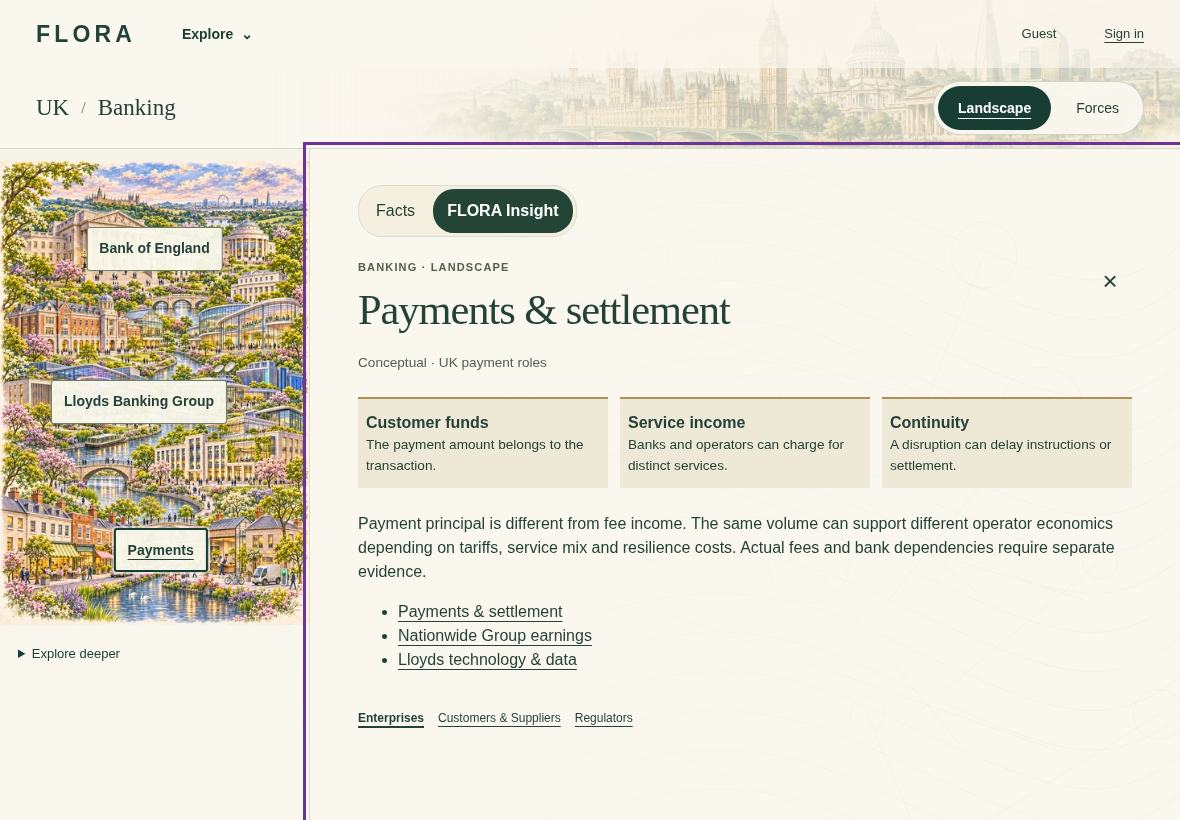 FLORA
Explore
Guest
Sign in
UK / Banking
Landscape
Forces
Bank of England
Lloyds Banking Group
Payments
Explore deeper
Facts
FLORA Insight
BANKING · LANDSCAPE
Payments & settlement
Conceptual · UK payment roles
Customer funds
The payment amount belongs to the
transaction.
Service income
Banks and operators can charge for
distinct services.
Continuity
A disruption can delay instructions or
settlement.
Payment principal is different from fee income. The same volume can support different operator economics
depending on tariffs, service mix and resilience costs. Actual fees and bank dependencies require separate
evidence.
Payments & settlement
Nationwide Group earnings
Lloyds technology & data
Enterprises
Customers & Suppliers
Regulators